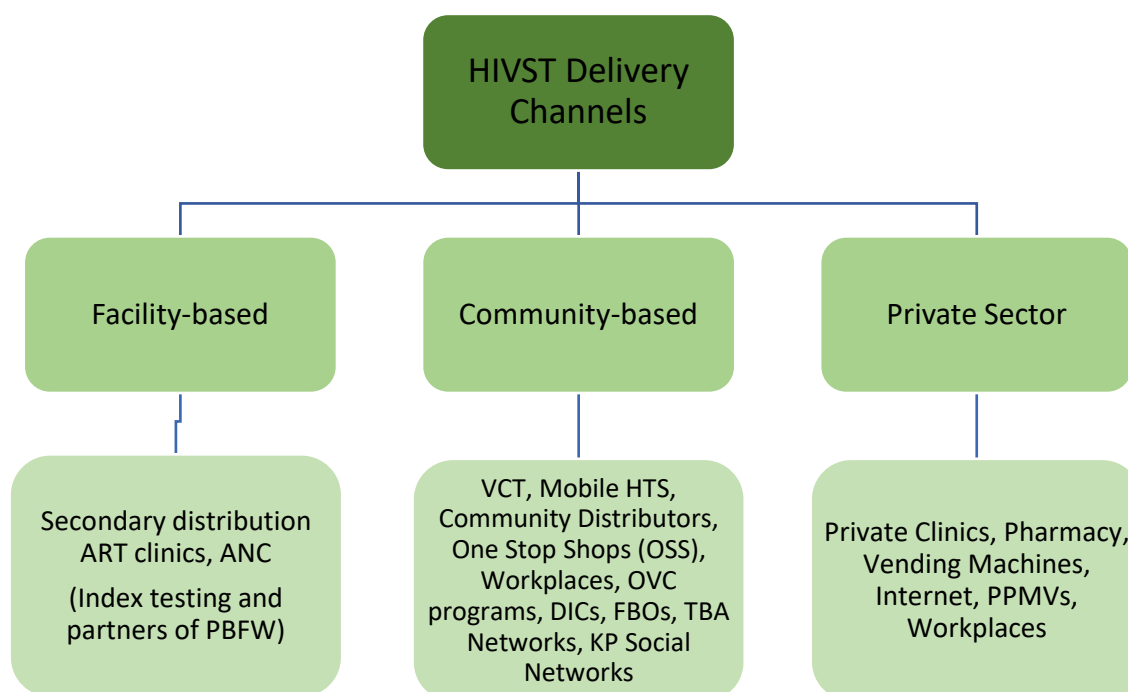 HIVST Delivery
Channels
Facility-based
Community-based
Private Sector
Secondary distribution
ART clinics, ANC
(Index testing and
partners of PBFW)
VCT, Mobile HTS,
Community Distributors,
One Stop Shops (OSS),
Workplaces, OVC
programs, DICs, FBOs, TBA
Networks, KP Social
Networks
Private Clinics, Pharmacy,
Vending Machines,
Internet, PPMVs,
Workplaces